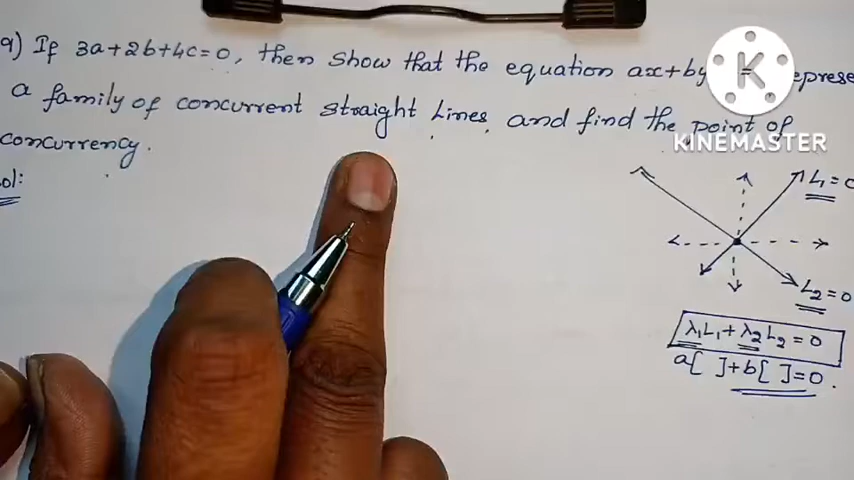 9) If 3a+2b+4c=0, then show that the equation ax+by
a family of concurrent straight lines, and find the point of
concurrency.
L₁=0
L₂=0
λ₁L₁+λ₂L₂=0
a[ ]+b[ ]=0.
K
KINEMASTER